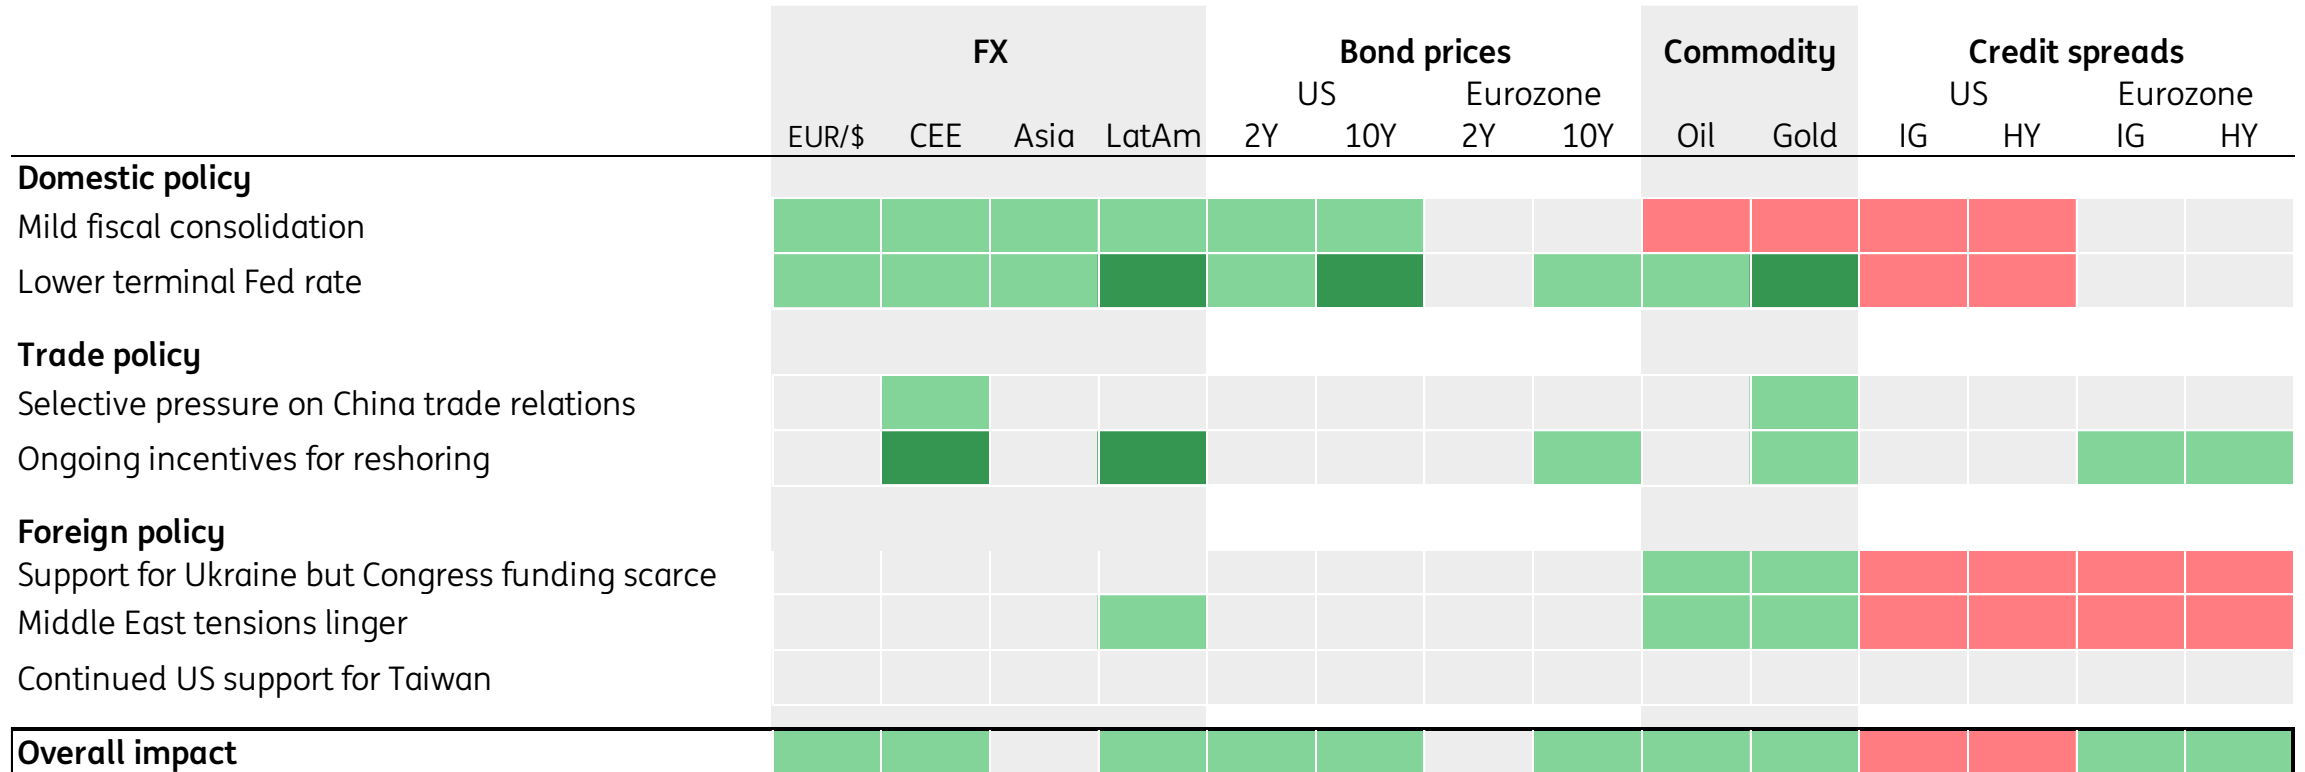 FX Bond prices Commodity Credit spreads
US Eurozone US Eurozone
EUR/$ CEE Asia LatAm 2Y 10Y 2Y 10Y Oil Gold IG HY IG HY
Domestic policy
Mild fiscal consolidation
Lower terminal Fed rate
Trade policy
Selective pressure on China trade relations
Ongoing incentives for reshoring
Foreign policy
Support for Ukraine but Congress funding scarce
Middle East tensions linger
Continued US support for Taiwan
Overall impact